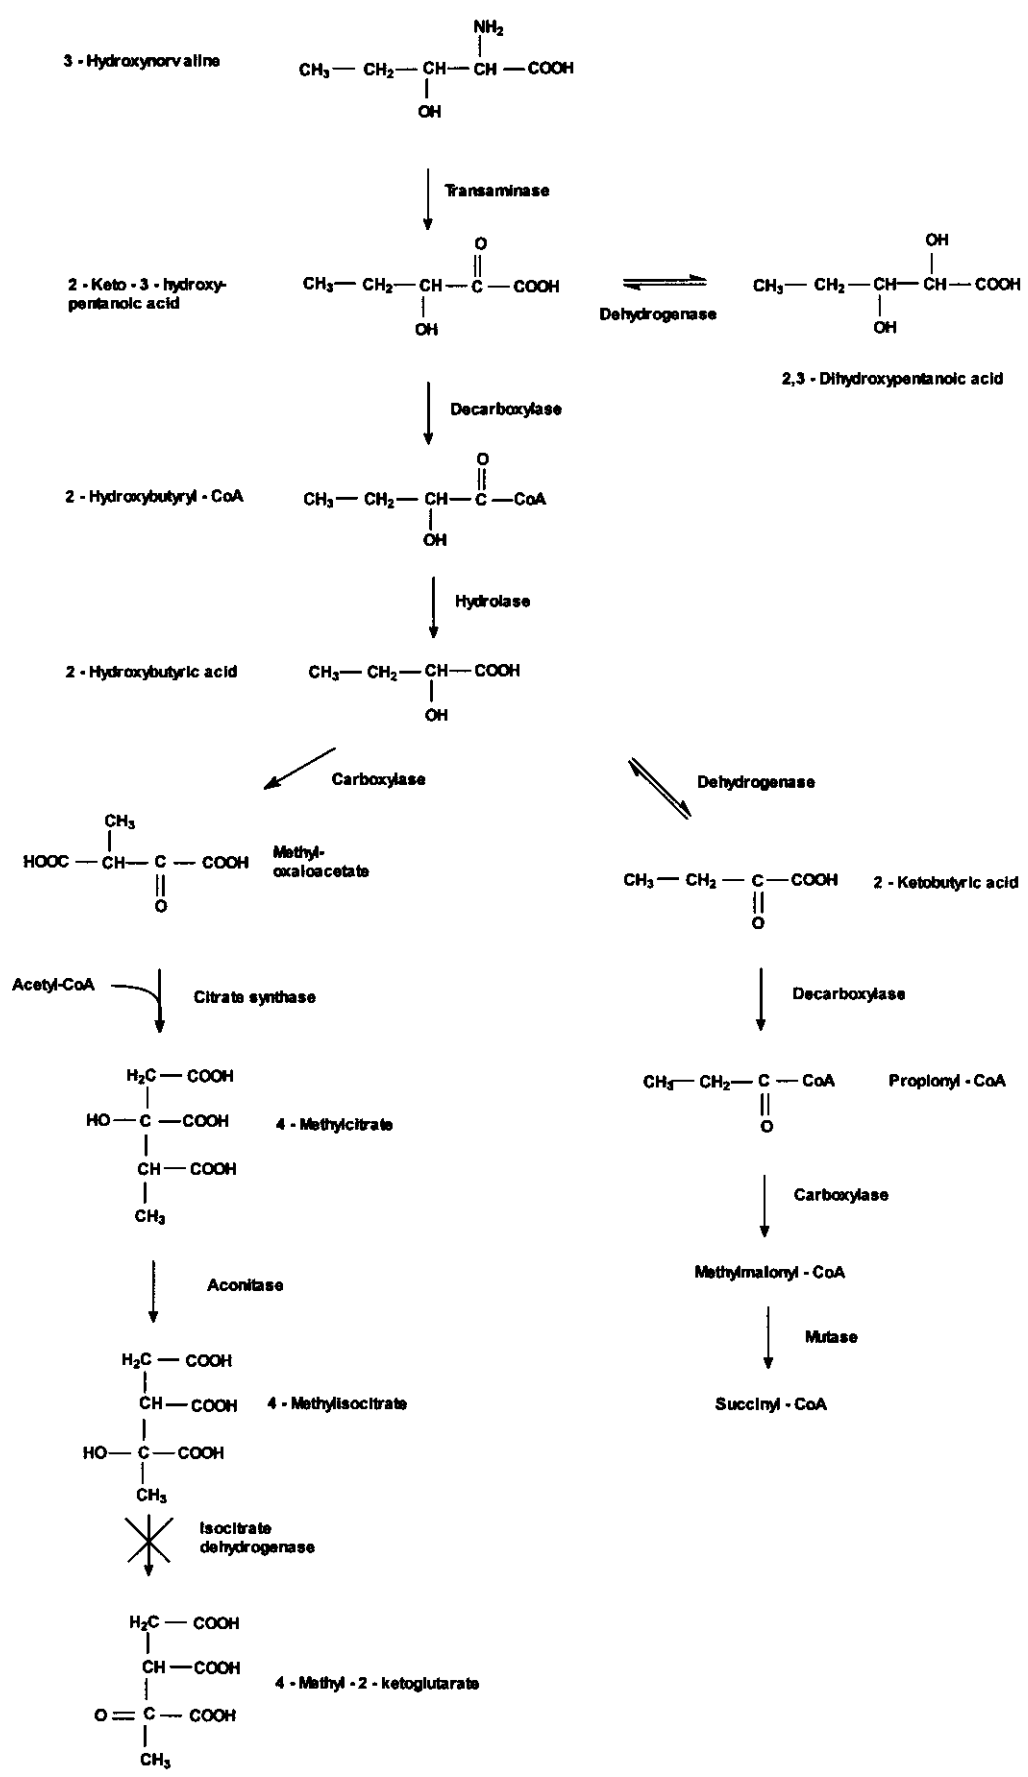 NH₂
3 - Hydroxynorvaline
CH₃— CH₂—CH—CH—COOH
OH
Transaminase
O
2 - Keto - 3 - hydroxy-
pentanoic acid
CH₃— CH₂—CH—C—COOH
OH
Dehydrogenase
OH
CH₃— CH₂—CH—CH—COOH
OH
2,3 - Dihydroxypentanoic acid
Decarboxylase
O
2 - Hydroxybutyryl - CoA
CH₃— CH₂—CH—C—CoA
OH
Hydrolase
2 - Hydroxybutyric acid
CH₃— CH₂—CH—COOH
OH
Carboxylase
Dehydrogenase
CH₃
HOOC—CH—C—COOH
O
Methyl-
oxaloacetate
CH₃—CH₂—C—COOH
O
2 - Ketobutyric acid
Acetyl-CoA
Citrate synthase
Decarboxylase
H₂C—COOH
HO—C—COOH
CH—COOH
CH₃
4 - Methylcitrate
CH₃—CH₂—C—CoA
O
Propionyl - CoA
Carboxylase
Aconitase
Methylmalonyl - CoA
Mutase
H₂C—COOH
CH—COOH
HO—C—COOH
CH₃
4 - Methylisocitrate
Succinyl - CoA
Isocitrate
dehydrogenase
H₂C—COOH
CH—COOH
O=C—COOH
CH₃
4 - Methyl - 2 - ketoglutarate